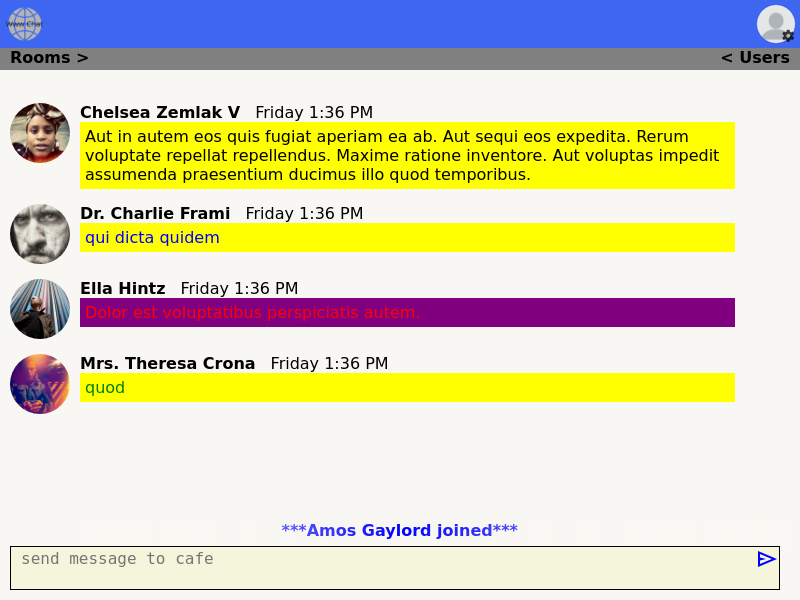 Www Chat
Rooms >
< Users
Chelsea Zemlak V Friday 1:36 PM
Aut in autem eos quis fugiat aperiam ea ab. Aut sequi eos expedita. Rerum
voluptate repellat repellendus. Maxime ratione inventore. Aut voluptas impedit
assumenda praesentium ducimus illo quod temporibus.
Dr. Charlie Frami Friday 1:36 PM
qui dicta quidem
Ella Hintz Friday 1:36 PM
Dolor est voluptatibus perspiciatis autem.
Mrs. Theresa Crona Friday 1:36 PM
quod
***Amos Gaylord joined***
send message to cafe